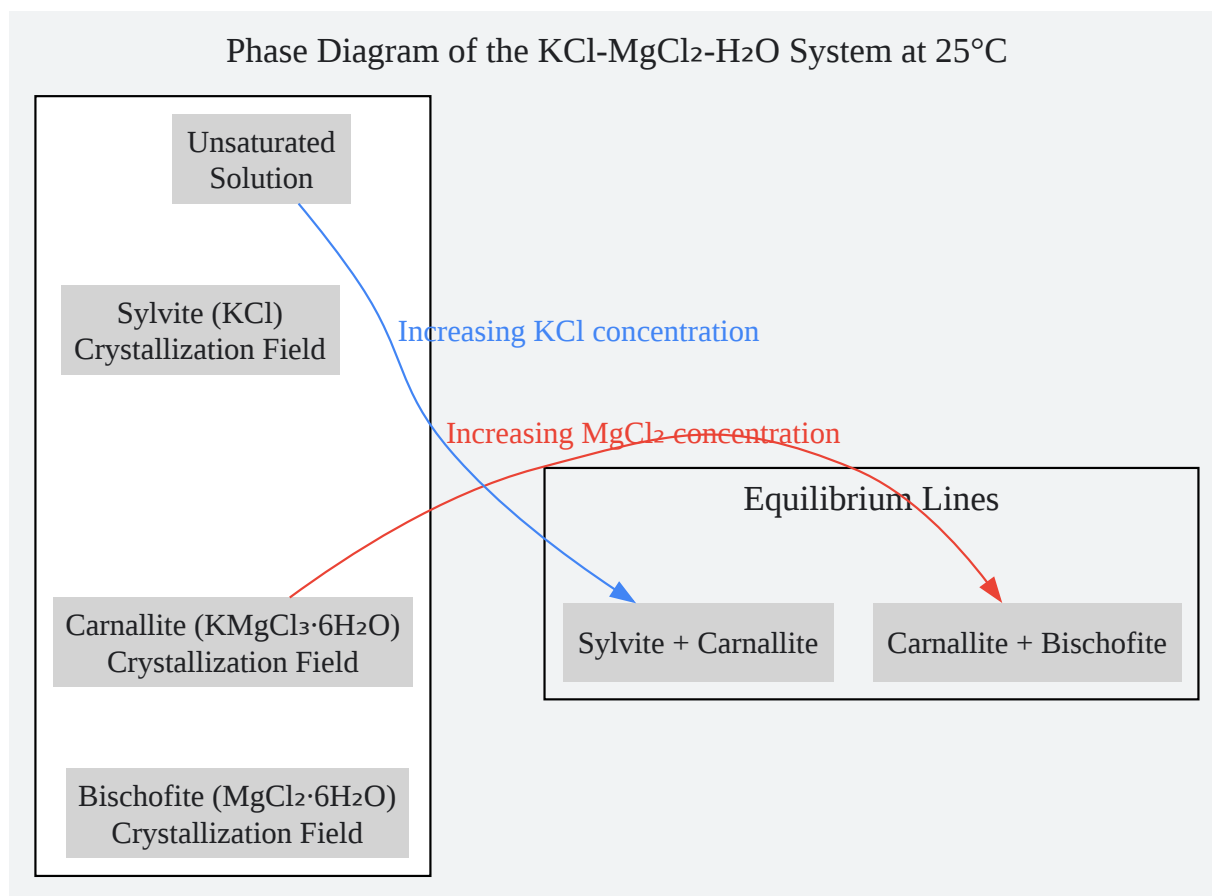 Phase Diagram of the KCl-MgCl₂-H₂O System at 25°C
Unsaturated
Solution
Sylvite (KCl)
Crystallization Field
Increasing KCl concentration
Increasing MgCl₂ concentration
Equilibrium Lines
Carnallite (KMgCl₃·6H₂O)
Crystallization Field
Sylvite + Carnallite
Carnallite + Bischofite
Bischofite (MgCl₂·6H₂O)
Crystallization Field